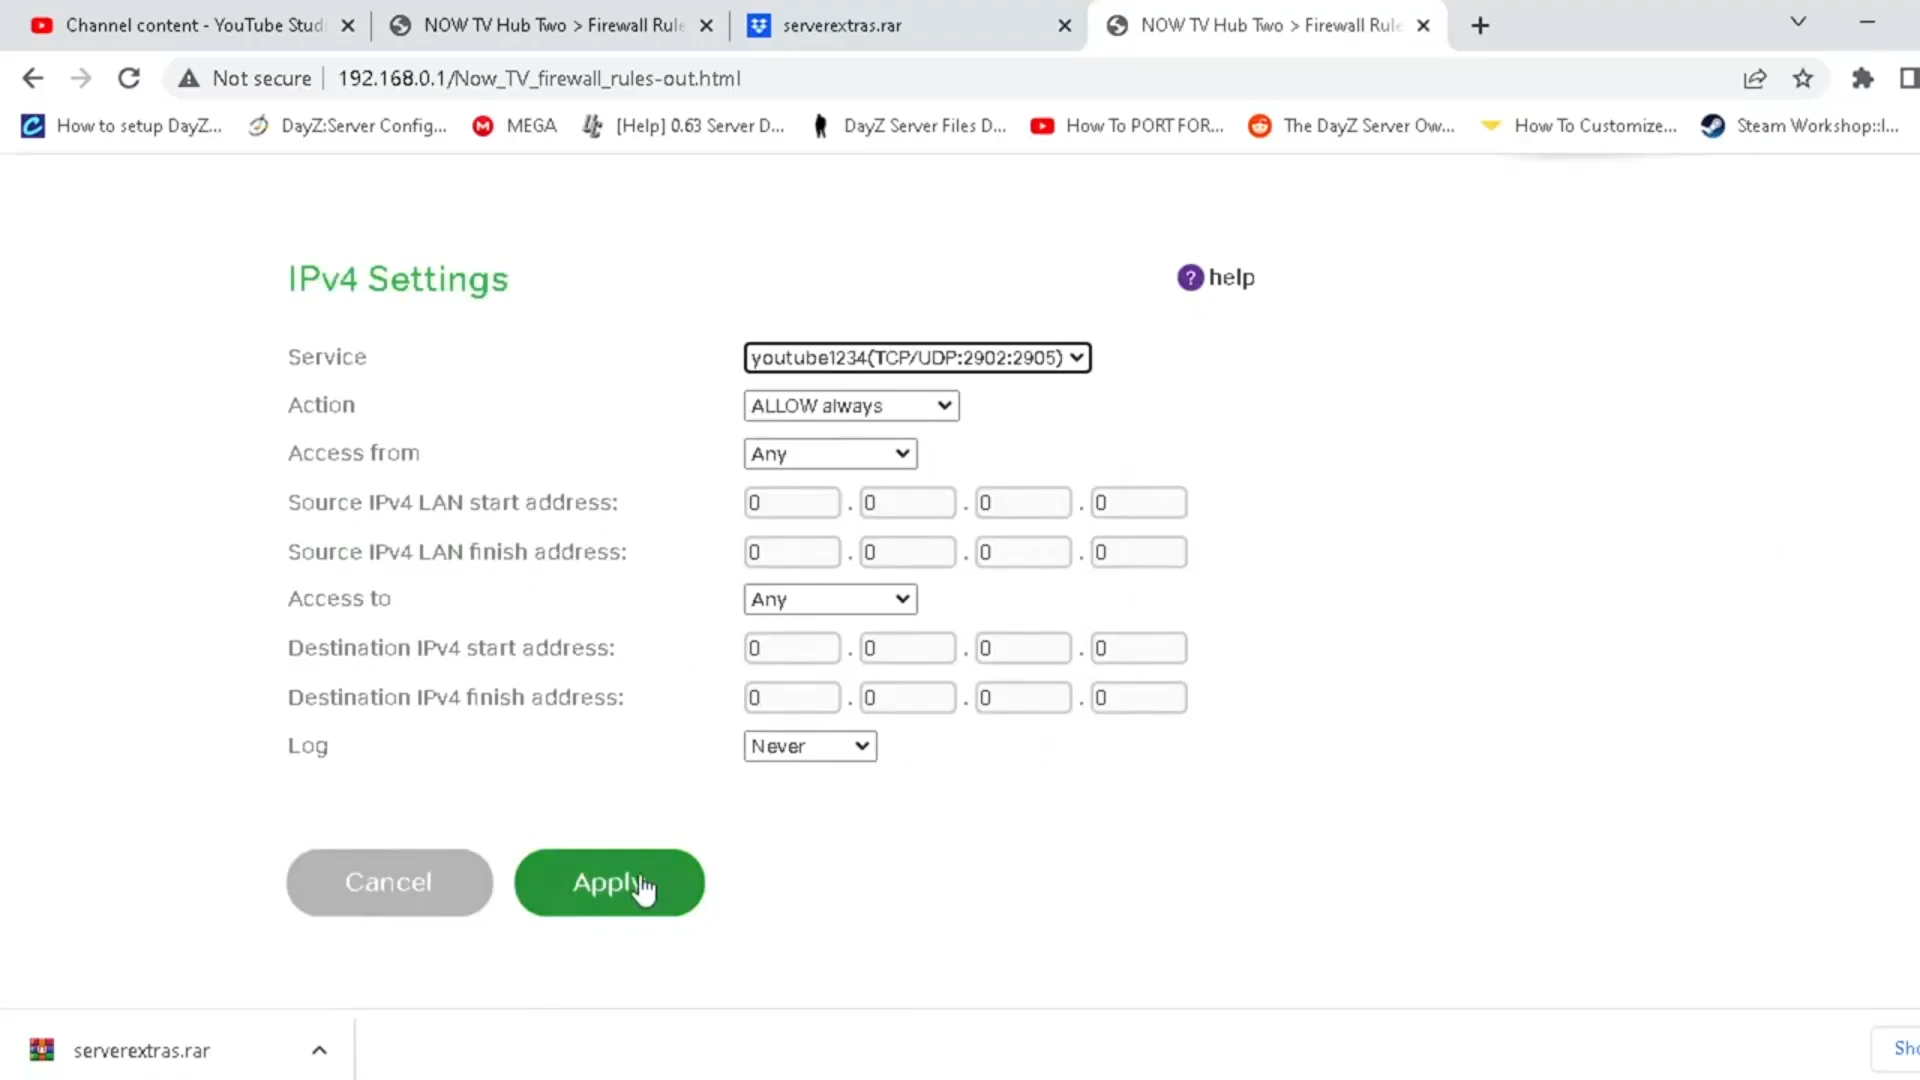 Channel content - YouTube Studi
NOW TV Hub Two > Firewall Rule
serverextras.rar
NOW TV Hub Two > Firewall Rule
Not secure
192.168.0.1/Now_TV_firewall_rules-out.html
How to setup DayZ...
DayZ:Server Config...
MEGA
[Help] 0.63 Server D...
DayZ Server Files D...
How To PORT FOR...
The DayZ Server Ow...
How To Customize...
Steam Workshop::I...
IPv4 Settings
? help
Service
youtube1234(TCP/UDP:2902:2905)
Action
ALLOW always
Access from
Any
Source IPv4 LAN start address:
0 . 0 . 0 . 0
Source IPv4 LAN finish address:
0 . 0 . 0 . 0
Access to
Any
Destination IPv4 start address:
0 . 0 . 0 . 0
Destination IPv4 finish address:
0 . 0 . 0 . 0
Log
Never
Cancel
Apply
serverextras.rar
Sho